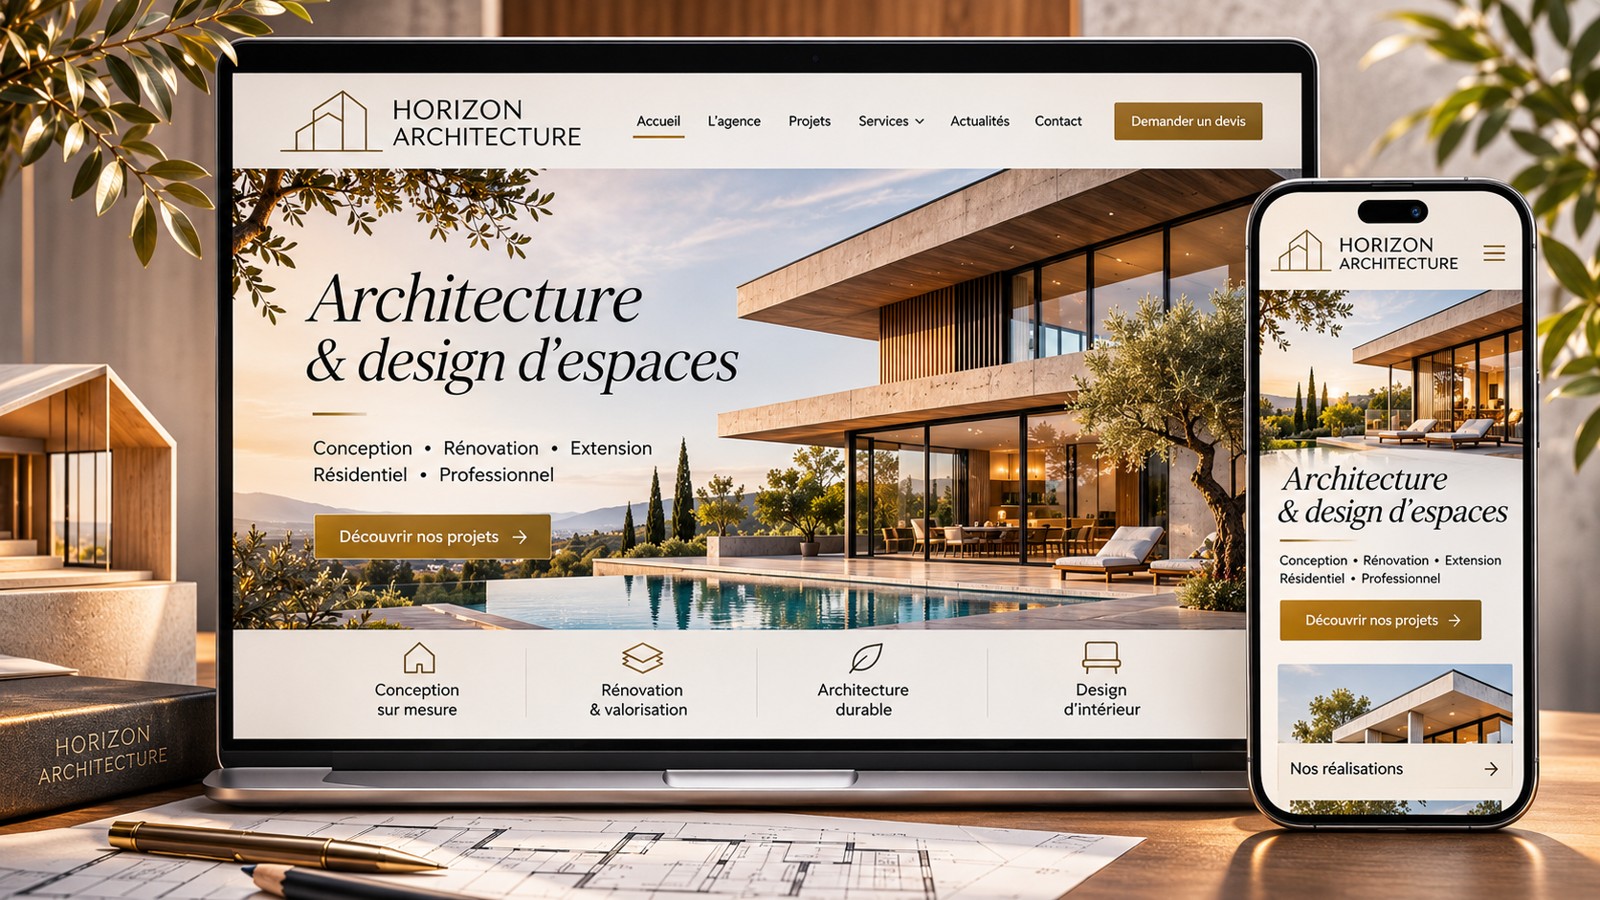 HORIZON
ARCHITECTURE
Accueil
L'agence
Projets
Services
Actualités
Contact
Demander un devis
Architecture
& design d'espaces
Conception • Rénovation • Extension
Résidentiel • Professionnel
Découvrir nos projets →
Conception
sur mesure
Rénovation
& valorisation
Architecture
durable
Design
d'intérieur
HORIZON
ARCHITECTURE
Architecture
& design d'espaces
Conception • Rénovation • Extension
Résidentiel • Professionnel
Découvrir nos projets →
Nos réalisations →
HORIZON
ARCHITECTURE